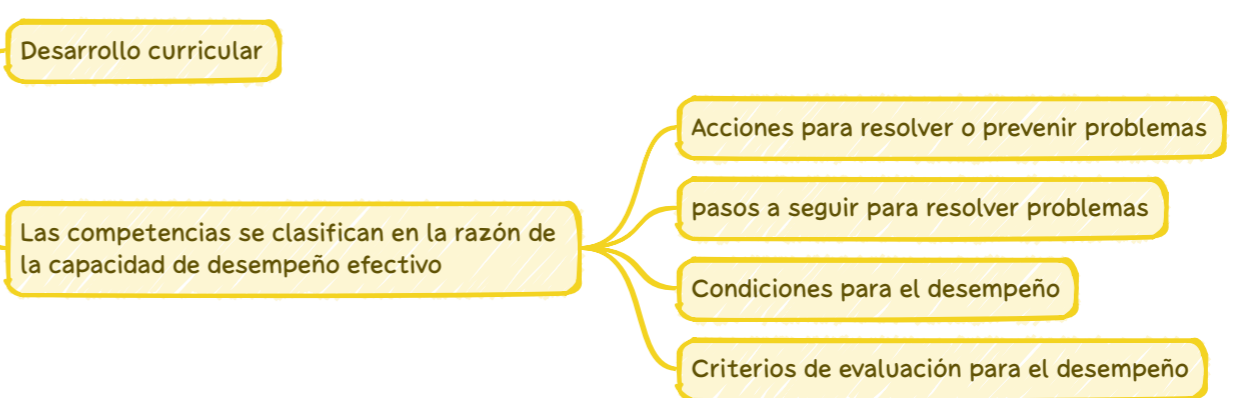 Desarrollo curricular
Las competencias se clasifican en la razón de
la capacidad de desempeño efectivo
Acciones para resolver o prevenir problemas
pasos a seguir para resolver problemas
Condiciones para el desempeño
Criterios de evaluación para el desempeño